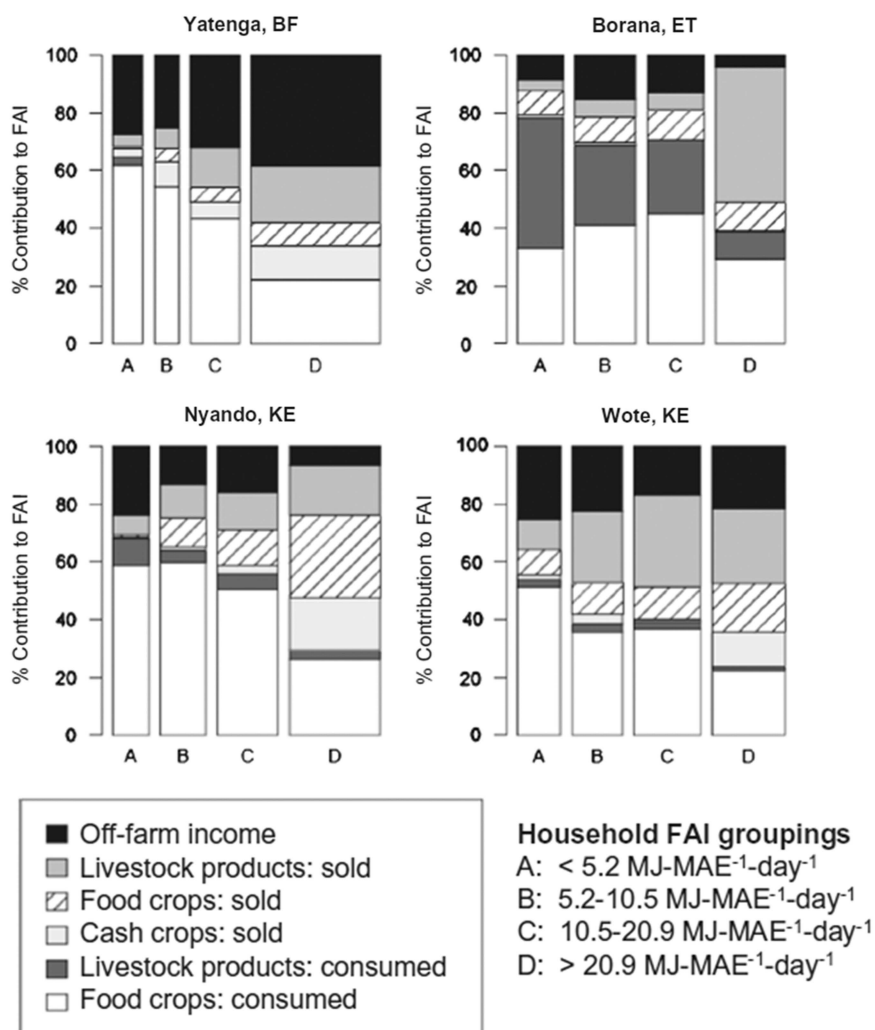 Yatenga, BF
% Contribution to FAI
100
80
60
40
20
0
A B C D
Borana, ET
% Contribution to FAI
100
80
60
40
20
0
A B C D
Nyando, KE
% Contribution to FAI
100
80
60
40
20
0
A B C D
Wote, KE
% Contribution to FAI
100
80
60
40
20
0
A B C D
Off-farm income
Livestock products: sold
Food crops: sold
Cash crops: sold
Livestock products: consumed
Food crops: consumed
Household FAI groupings
A: < 5.2 MJ-MAE⁻¹-day⁻¹
B: 5.2-10.5 MJ-MAE⁻¹-day⁻¹
C: 10.5-20.9 MJ-MAE⁻¹-day⁻¹
D: > 20.9 MJ-MAE⁻¹-day⁻¹